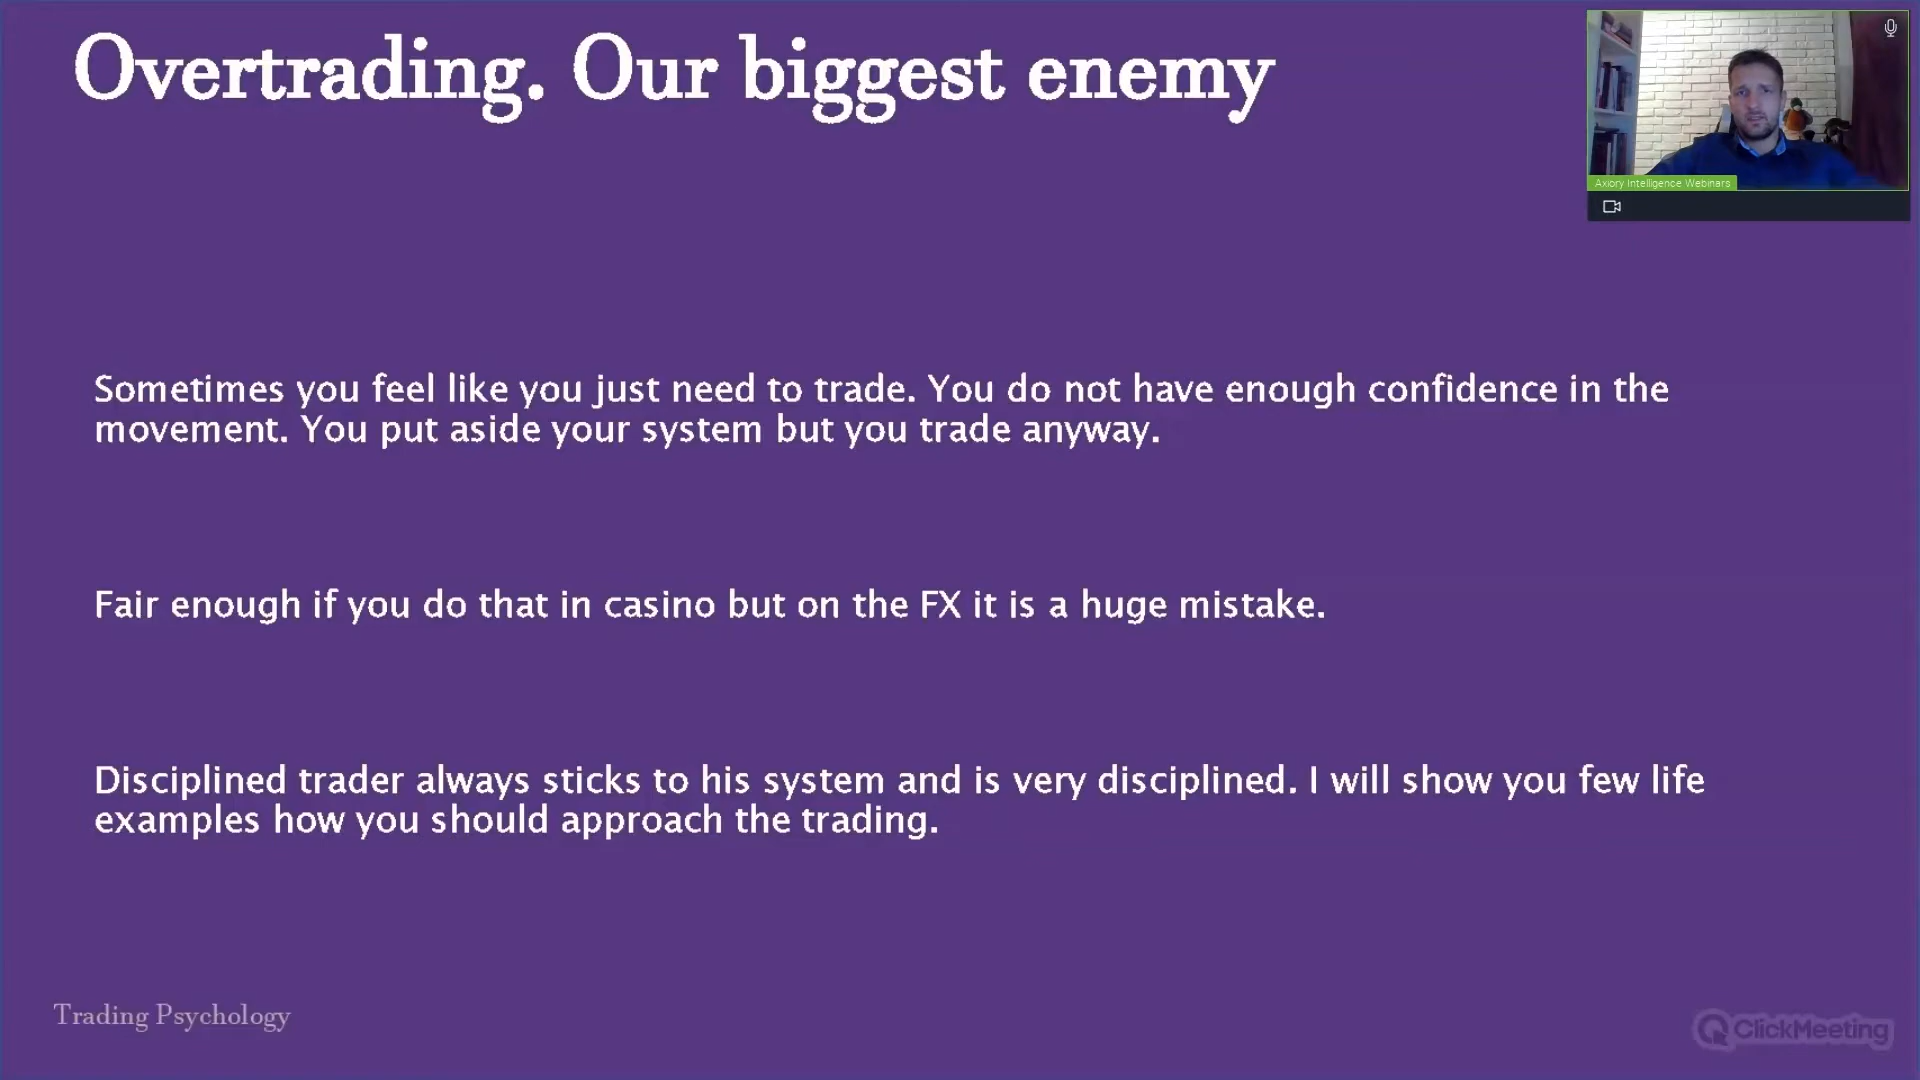 Overtrading. Our biggest enemy
Axiory Intelligence Webinars
Sometimes you feel like you just need to trade. You do not have enough confidence in the
movement. You put aside your system but you trade anyway.
Fair enough if you do that in casino but on the FX it is a huge mistake.
Disciplined trader always sticks to his system and is very disciplined. I will show you few life
examples how you should approach the trading.
Trading Psychology
ClickMeeting